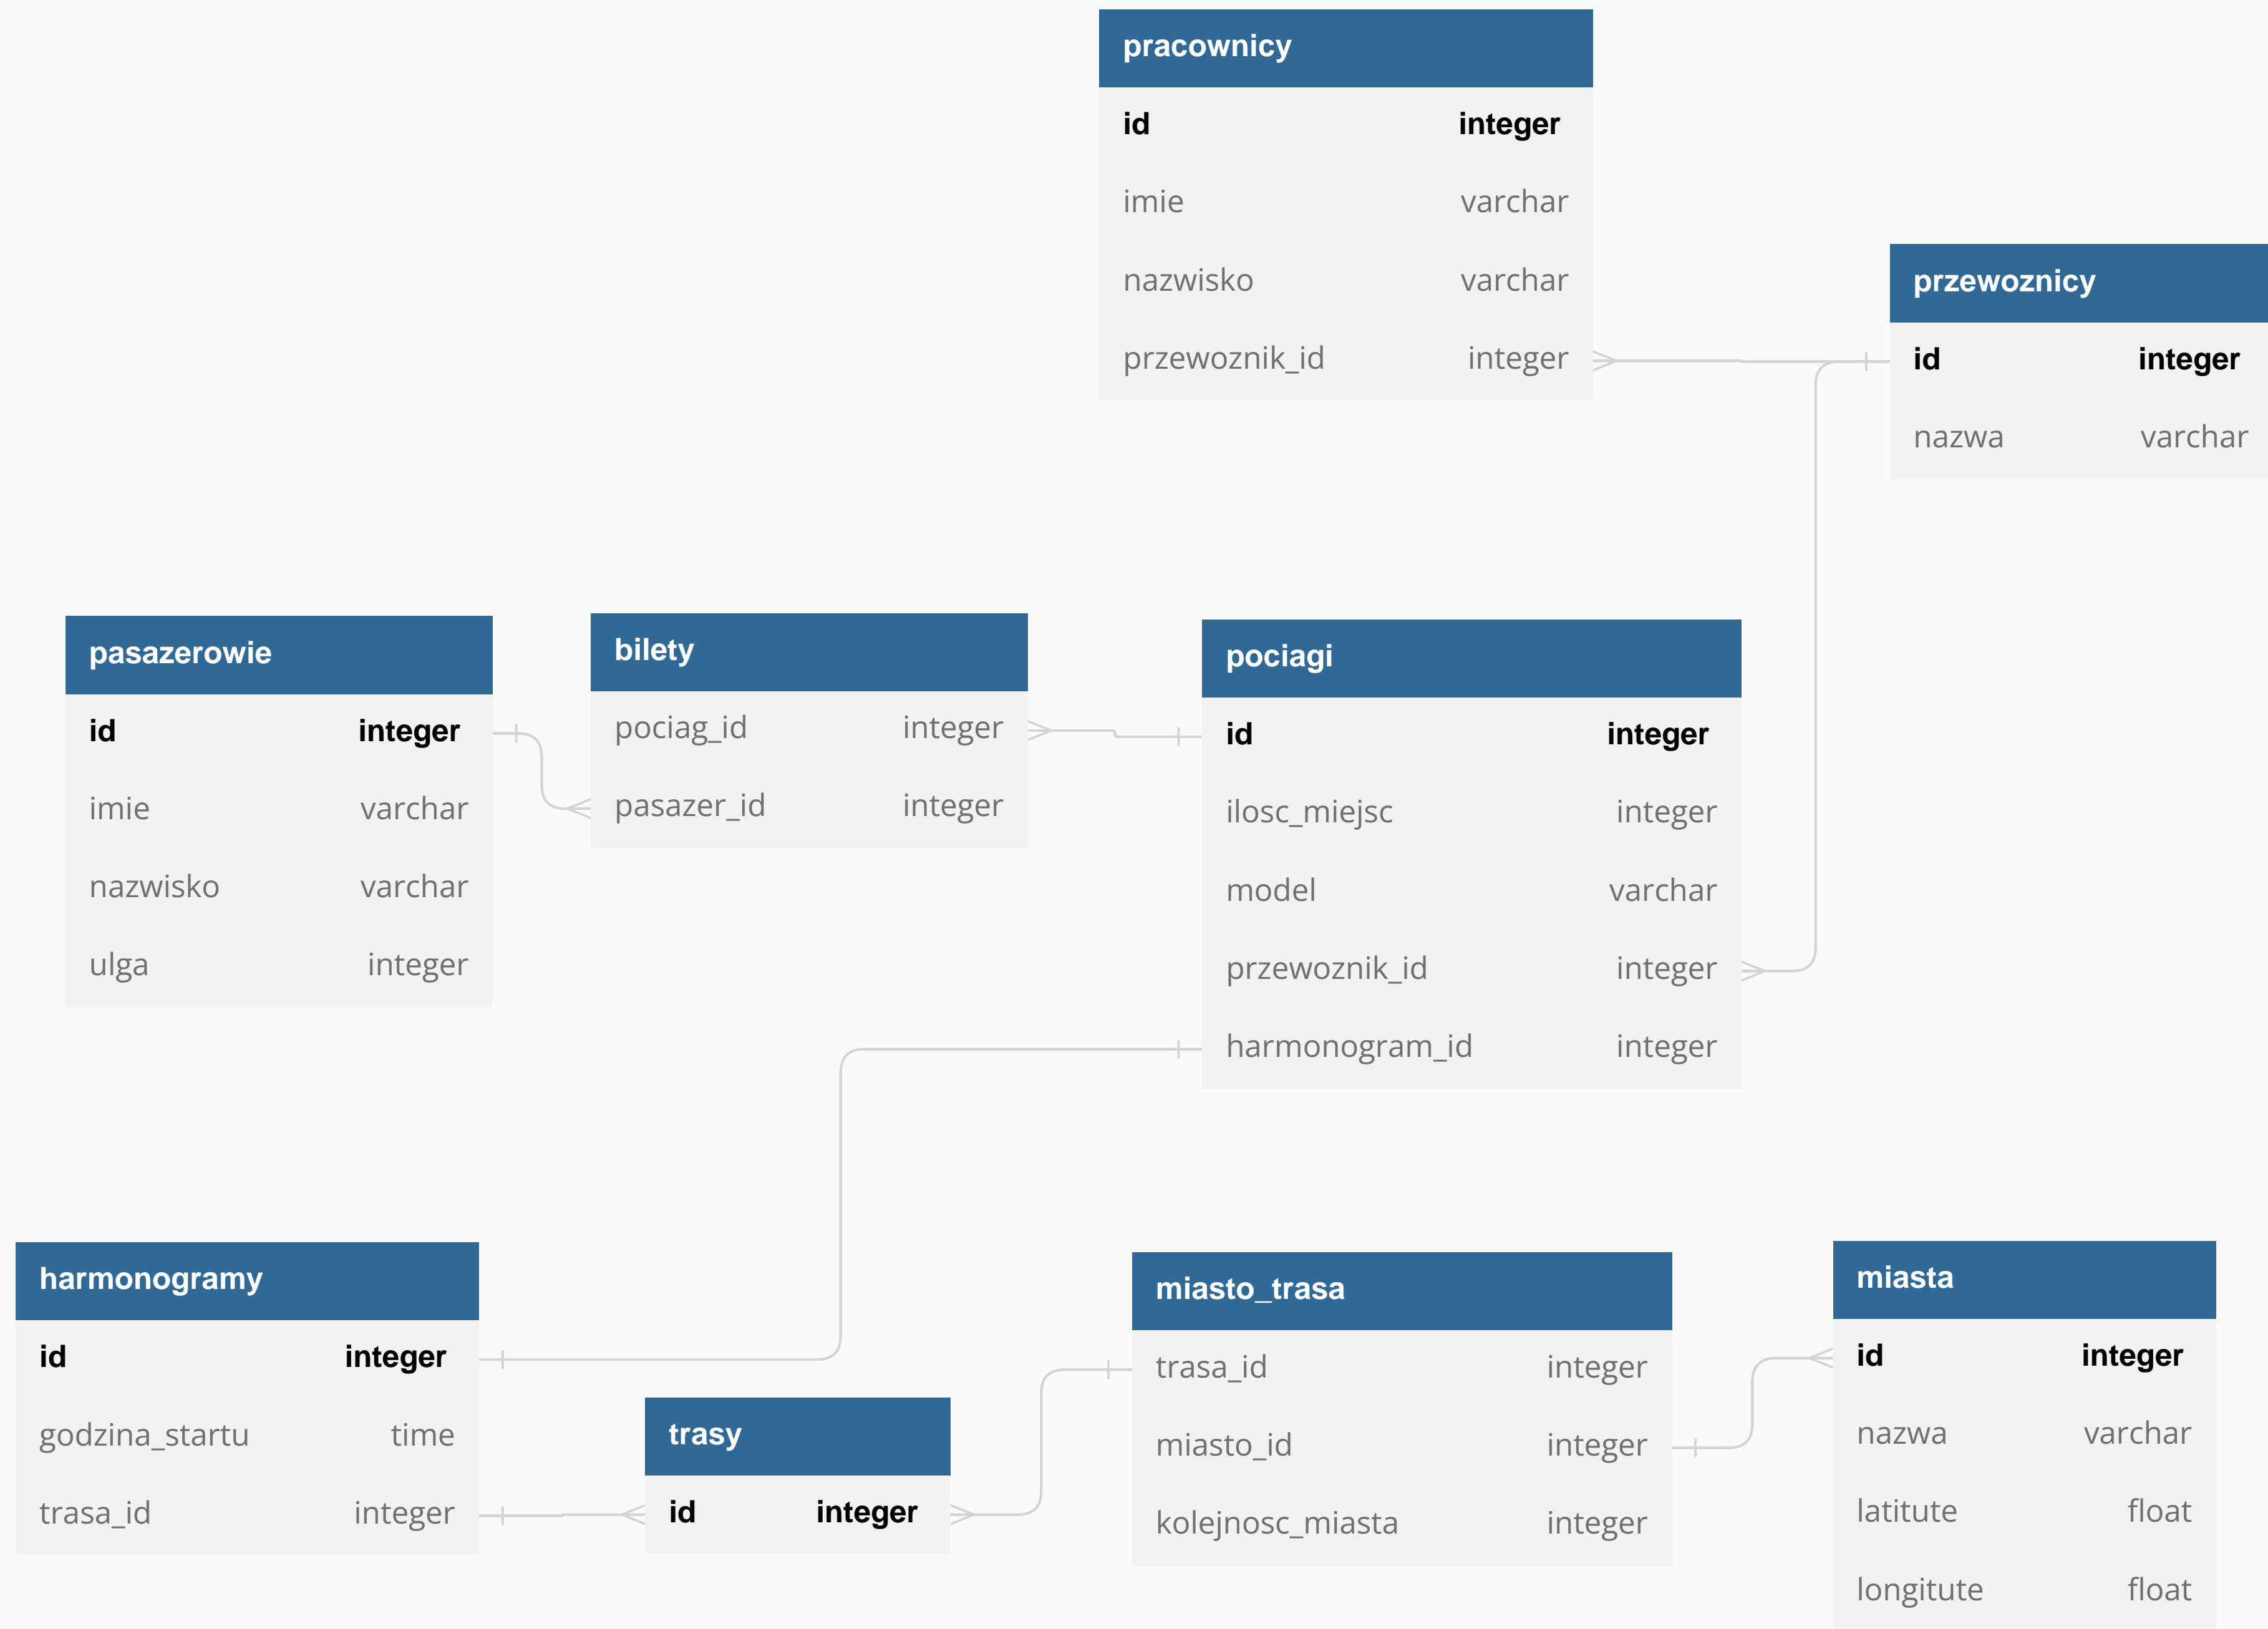 pracownicy
id integer
imie varchar
nazwisko varchar
przewoznik_id integer
przewoznicy
id integer
nazwa varchar
pasazerowie
id integer
imie varchar
nazwisko varchar
ulga integer
bilety
pociag_id integer
pasazer_id integer
pociagi
id integer
ilosc_miejsc integer
model varchar
przewoznik_id integer
harmonogram_id integer
harmonogramy
id integer
godzina_startu time
trasa_id integer
trasy
id integer
miasto_trasa
trasa_id integer
miasto_id integer
kolejnosc_miasta integer
miasta
id integer
nazwa varchar
latitute float
longitute float